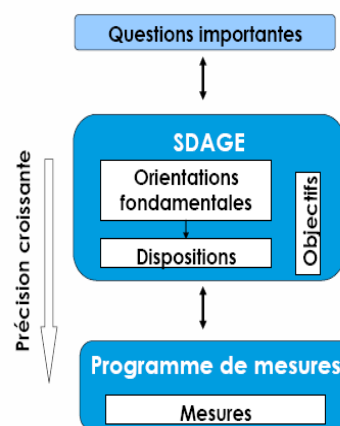 Questions importantes
SDAGE
Orientations
fondamentales
Dispositions
Objectifs
Précision croissante
Programme de mesures
Mesures